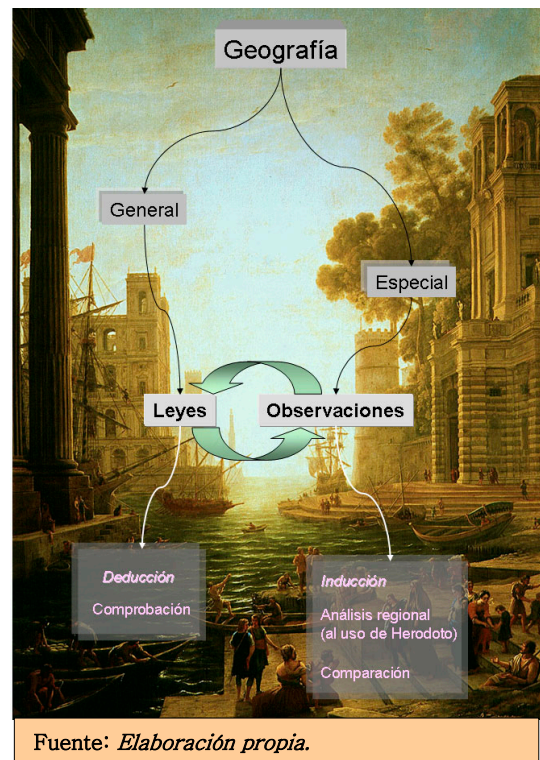 Geografía
General
Especial
Leyes
Observaciones
Deducción
Comprobación
Inducción
Análisis regional
(al uso de Herodoto)
Comparación
Fuente: Elaboración propia.